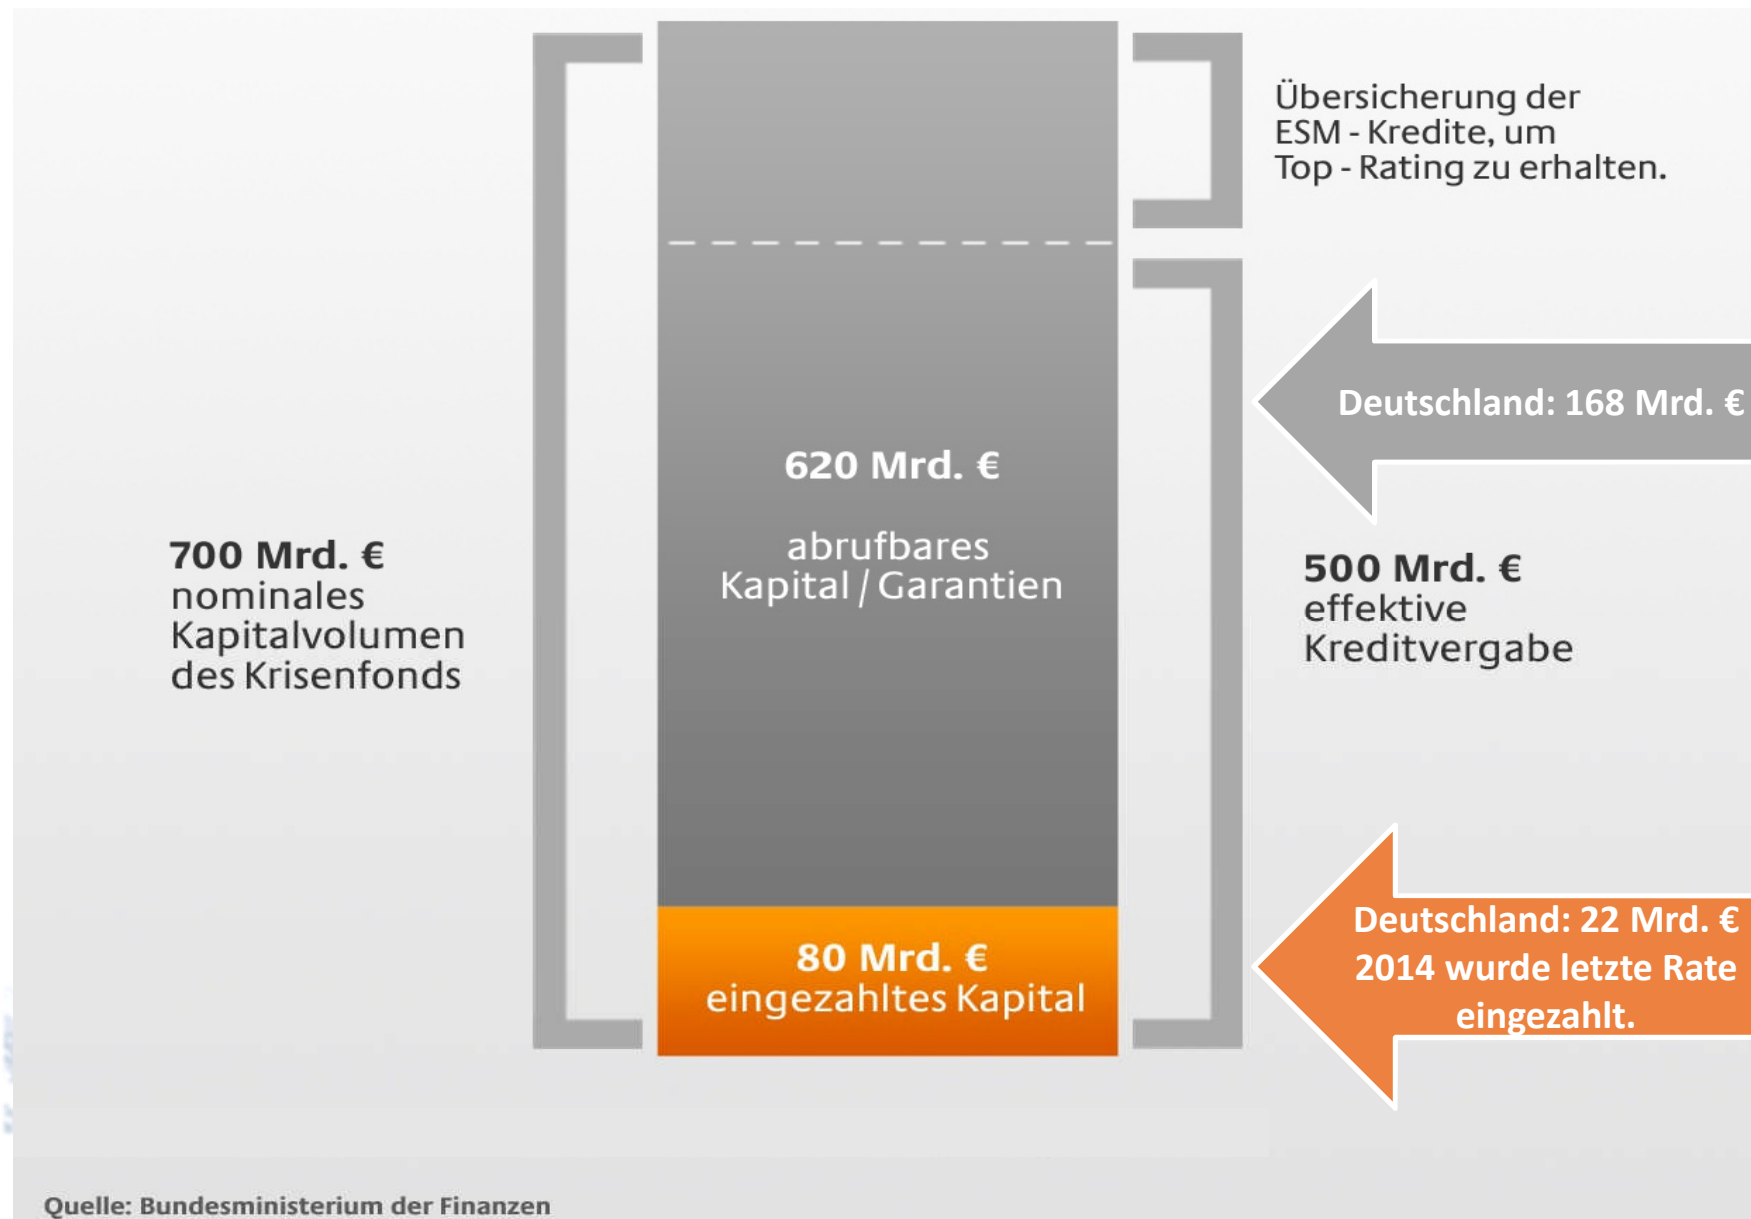 Übersicherung der
ESM - Kredite, um
Top - Rating zu erhalten.
Deutschland: 168 Mrd. €
620 Mrd. €
abrufbares
Kapital / Garantien
700 Mrd. €
nominales
Kapitalvolumen
des Krisenfonds
500 Mrd. €
effektive
Kreditvergabe
80 Mrd. €
eingezahltes Kapital
Deutschland: 22 Mrd. €
2014 wurde letzte Rate
eingezahlt.
Quelle: Bundesministerium der Finanzen